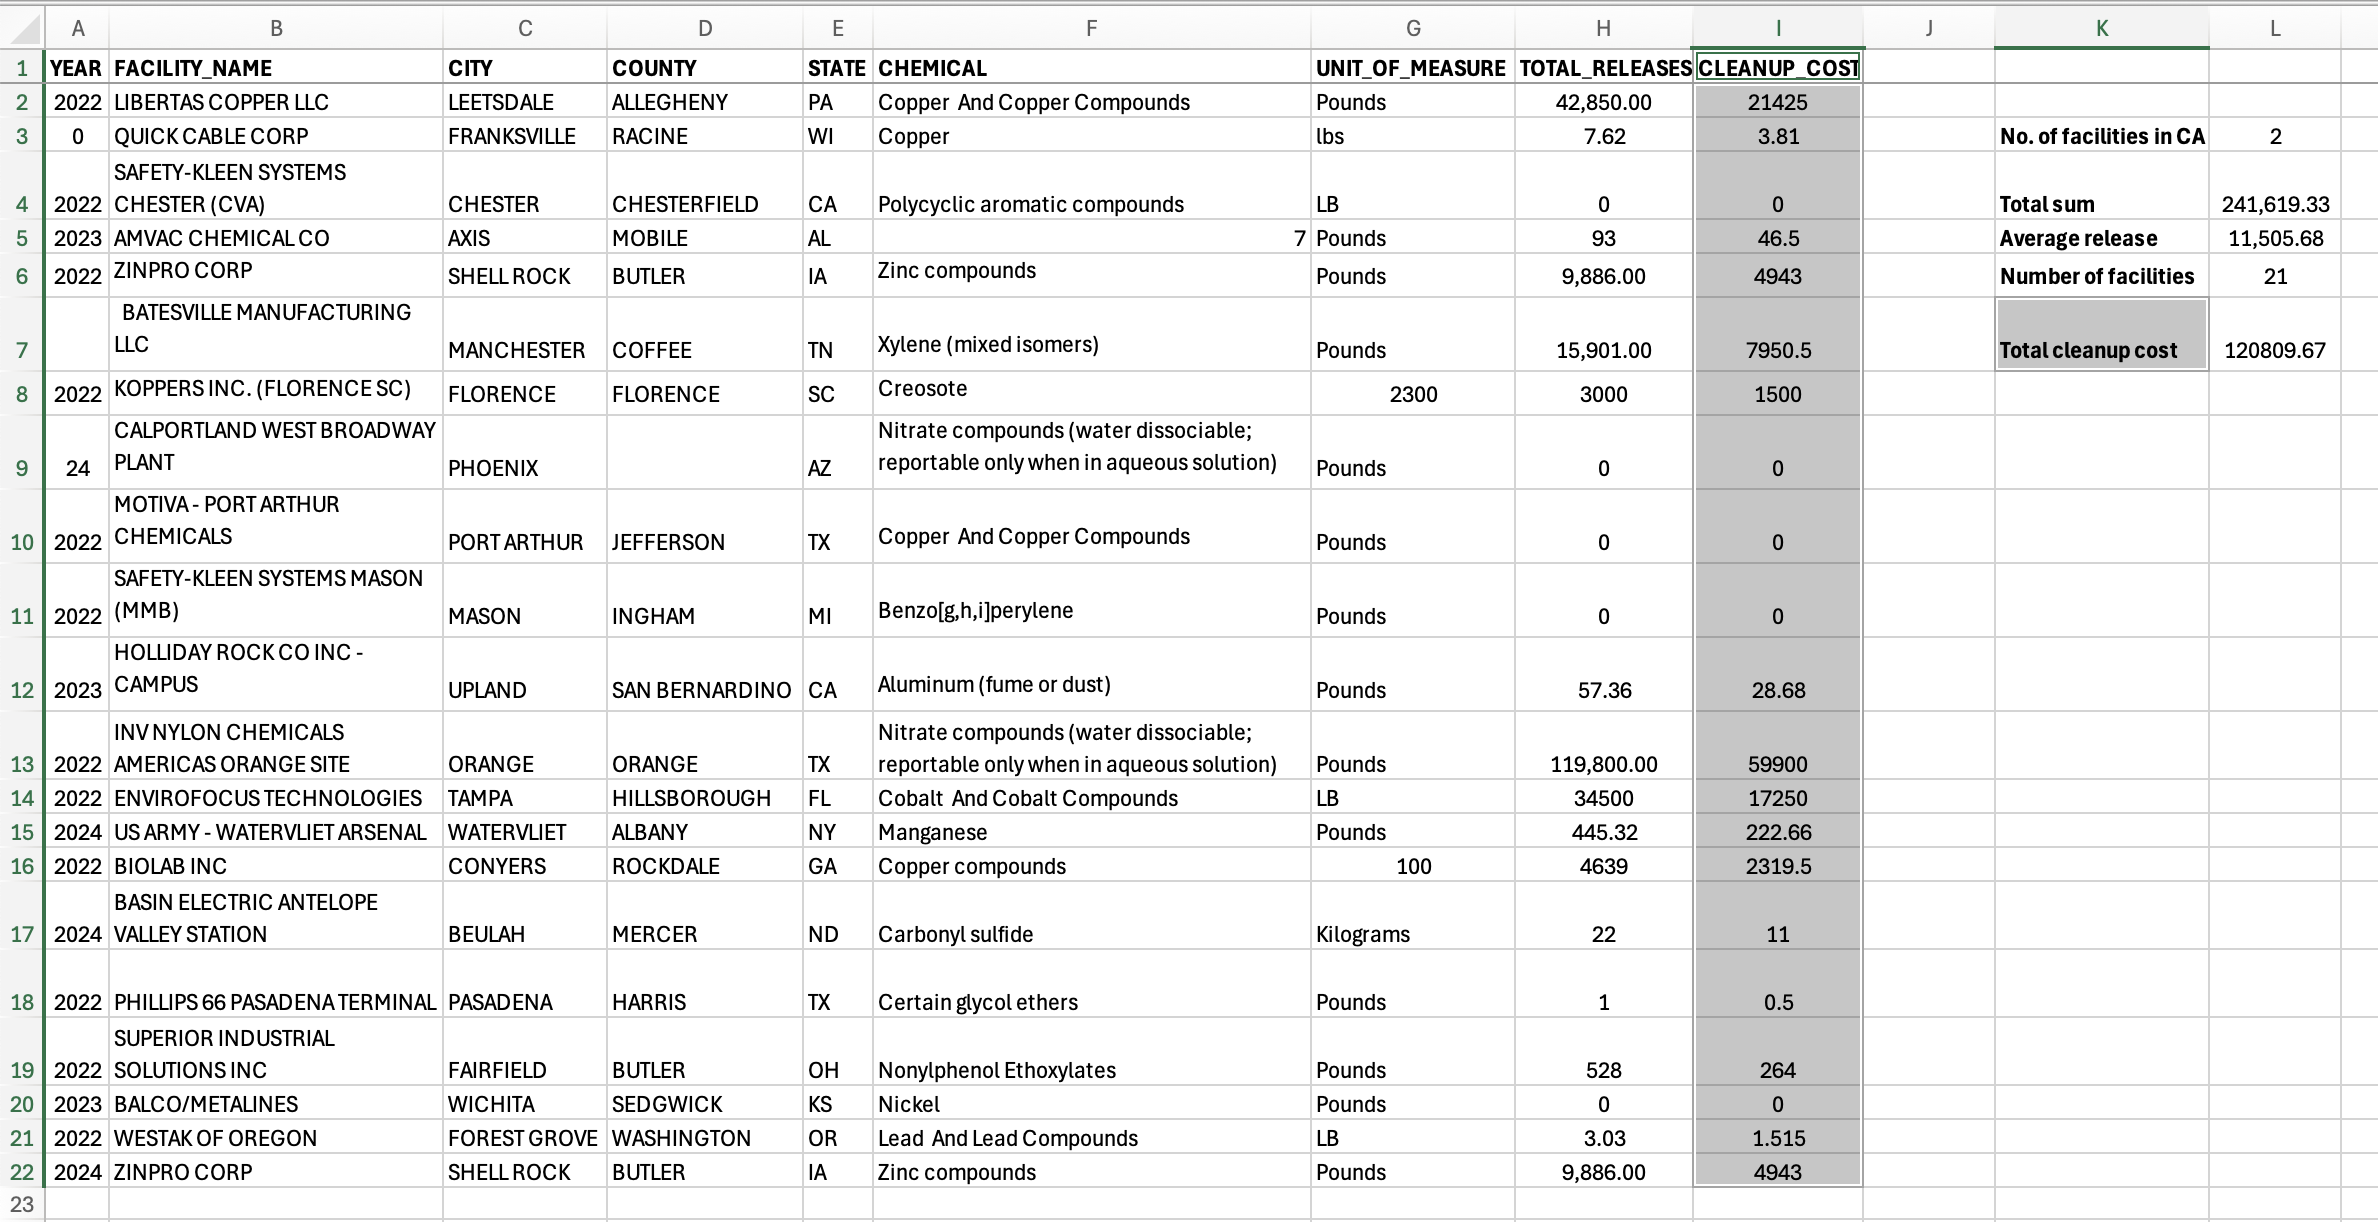 A B C D E F G H I J K L
1 YEAR FACILITY_NAME CITY COUNTY STATE CHEMICAL UNIT_OF_MEASURE TOTAL_RELEASES CLEANUP_COST
2 2022 LIBERTAS COPPER LLC LEETSDALE ALLEGHENY PA Copper And Copper Compounds Pounds 42,850.00 21425
3 0 QUICK CABLE CORP FRANKSVILLE RACINE WI Copper lbs 7.62 3.81 No. of facilities in CA 2
SAFETY-KLEEN SYSTEMS
4 2022 CHESTER (CVA) CHESTER CHESTERFIELD CA Polycyclic aromatic compounds LB 0 0 Total sum 241,619.33
5 2023 AMVAC CHEMICAL CO AXIS MOBILE AL 7 Pounds 93 46.5 Average release 11,505.68
6 2022 ZINPRO CORP SHELL ROCK BUTLER IA Zinc compounds Pounds 9,886.00 4943 Number of facilities 21
BATESVILLE MANUFACTURING
7 LLC MANCHESTER COFFEE TN Xylene (mixed isomers) Pounds 15,901.00 7950.5 Total cleanup cost 120809.67
8 2022 KOPPERS INC. (FLORENCE SC) FLORENCE FLORENCE SC Creosote 2300 3000 1500
CALPORTLAND WEST BROADWAY Nitrate compounds (water dissociable;
9 24 PLANT PHOENIX AZ reportable only when in aqueous solution) Pounds 0 0
MOTIVA - PORT ARTHUR
10 2022 CHEMICALS PORT ARTHUR JEFFERSON TX Copper And Copper Compounds Pounds 0 0
SAFETY-KLEEN SYSTEMS MASON
11 2022 (MMB) MASON INGHAM MI Benzo[g,h,i]perylene Pounds 0 0
HOLLIDAY ROCK CO INC -
12 2023 CAMPUS UPLAND SAN BERNARDINO CA Aluminum (fume or dust) Pounds 57.36 28.68
INV NYLON CHEMICALS Nitrate compounds (water dissociable;
13 2022 AMERICAS ORANGE SITE ORANGE ORANGE TX reportable only when in aqueous solution) Pounds 119,800.00 59900
14 2022 ENVIROFOCUS TECHNOLOGIES TAMPA HILLSBOROUGH FL Cobalt And Cobalt Compounds LB 34500 17250
15 2024 US ARMY - WATERVLIET ARSENAL WATERVLIET ALBANY NY Manganese Pounds 445.32 222.66
16 2022 BIOLAB INC CONYERS ROCKDALE GA Copper compounds 100 4639 2319.5
BASIN ELECTRIC ANTELOPE
17 2024 VALLEY STATION BEULAH MERCER ND Carbonyl sulfide Kilograms 22 11
18 2022 PHILLIPS 66 PASADENA TERMINAL PASADENA HARRIS TX Certain glycol ethers Pounds 1 0.5
SUPERIOR INDUSTRIAL
19 2022 SOLUTIONS INC FAIRFIELD BUTLER OH Nonylphenol Ethoxylates Pounds 528 264
20 2023 BALCO/METALINES WICHITA SEDGWICK KS Nickel Pounds 0 0
21 2022 WESTAK OF OREGON FOREST GROVE WASHINGTON OR Lead And Lead Compounds LB 3.03 1.515
22 2024 ZINPRO CORP SHELL ROCK BUTLER IA Zinc compounds Pounds 9,886.00 4943
23